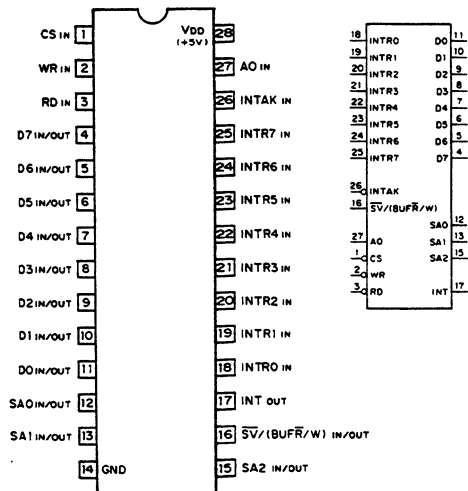 CS IN 1
WR IN 2
RD IN 3
D7 IN/OUT 4
D6 IN/OUT 5
D5 IN/OUT 6
D4 IN/OUT 7
D3 IN/OUT 8
D2 IN/OUT 9
D1 IN/OUT 10
D0 IN/OUT 11
SA0 IN/OUT 12
SA1 IN/OUT 13
14 GND
VDD 28
(+5V)
27 A0 IN
26 INTAK IN
25 INTR7 IN
24 INTR6 IN
23 INTR5 IN
22 INTR4 IN
21 INTR3 IN
20 INTR2 IN
19 INTR1 IN
18 INTR0 IN
17 INT OUT
16 S̅V̅/(BUFR̅/W) IN/OUT
15 SA2 IN/OUT
18 INTR0 D0 11
19 INTR1 D1 10
20 INTR2 D2 9
21 INTR3 D3 8
22 INTR4 D4 7
23 INTR5 D5 6
24 INTR6 D6 5
25 INTR7 D7 4
26 INTAK
16 S̅V̅/(BUFR̅/W)
SA0 12
27 A0 SA1 13
1 CS SA2 15
2 WR
3 RD INT 17